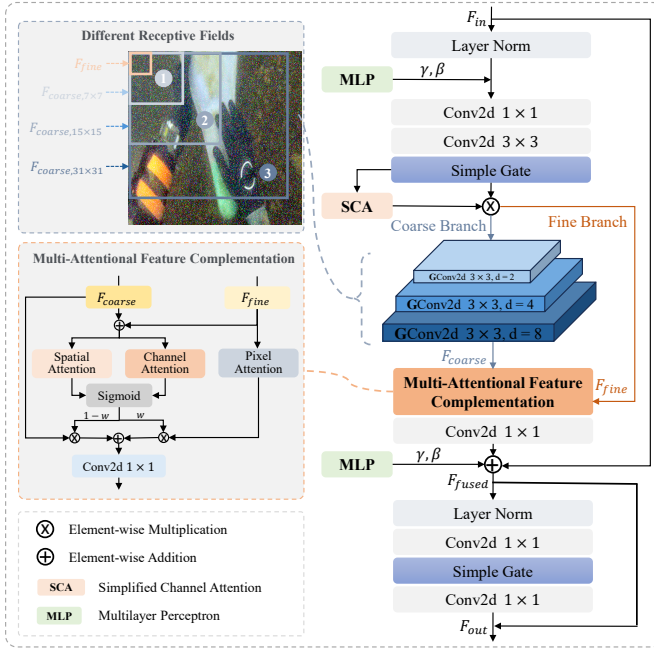 Different Receptive Fields
F_fine
F_coarse,7×7
F_coarse,15×15
F_coarse,31×31
1
2
3
Multi-Attentional Feature Complementation
F_coarse
F_fine
Spatial
Attention
Channel
Attention
Pixel
Attention
Sigmoid
1 − w
w
Conv2d 1 × 1
Element-wise Multiplication
Element-wise Addition
SCA
Simplified Channel Attention
MLP
Multilayer Perceptron
F_in
Layer Norm
MLP
γ, β
Conv2d 1 × 1
Conv2d 3 × 3
Simple Gate
SCA
Coarse Branch
Fine Branch
GConv2d 3 × 3, d = 2
GConv2d 3 × 3, d = 4
GConv2d 3 × 3, d = 8
F_coarse
F_fine
Multi-Attentional Feature
Complementation
Conv2d 1 × 1
MLP
γ, β
F_fused
Layer Norm
Conv2d 1 × 1
Simple Gate
Conv2d 1 × 1
F_out